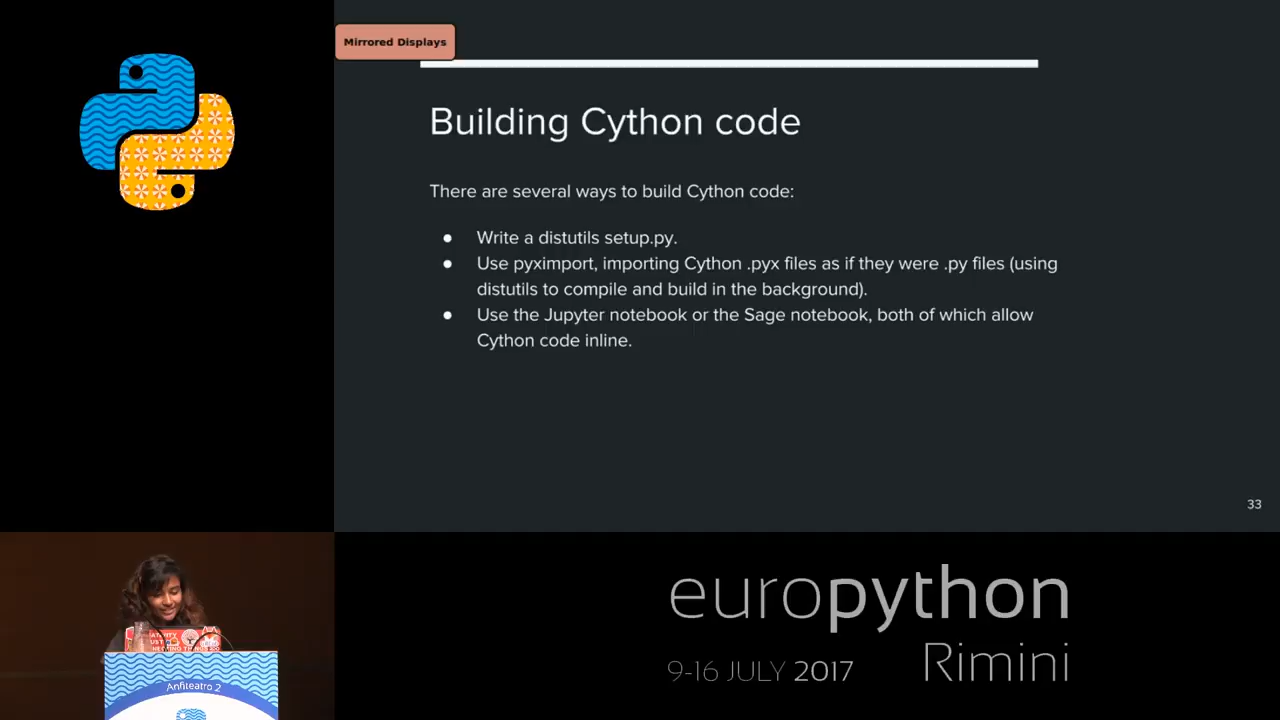 Mirrored Displays
Building Cython code
There are several ways to build Cython code:
● Write a distutils setup.py.
● Use pyximport, importing Cython .pyx files as if they were .py files (using
distutils to compile and build in the background).
● Use the Jupyter notebook or the Sage notebook, both of which allow
Cython code inline.
33
Anfiteatro 2
europython
Rimini
9-16 JULY 2017